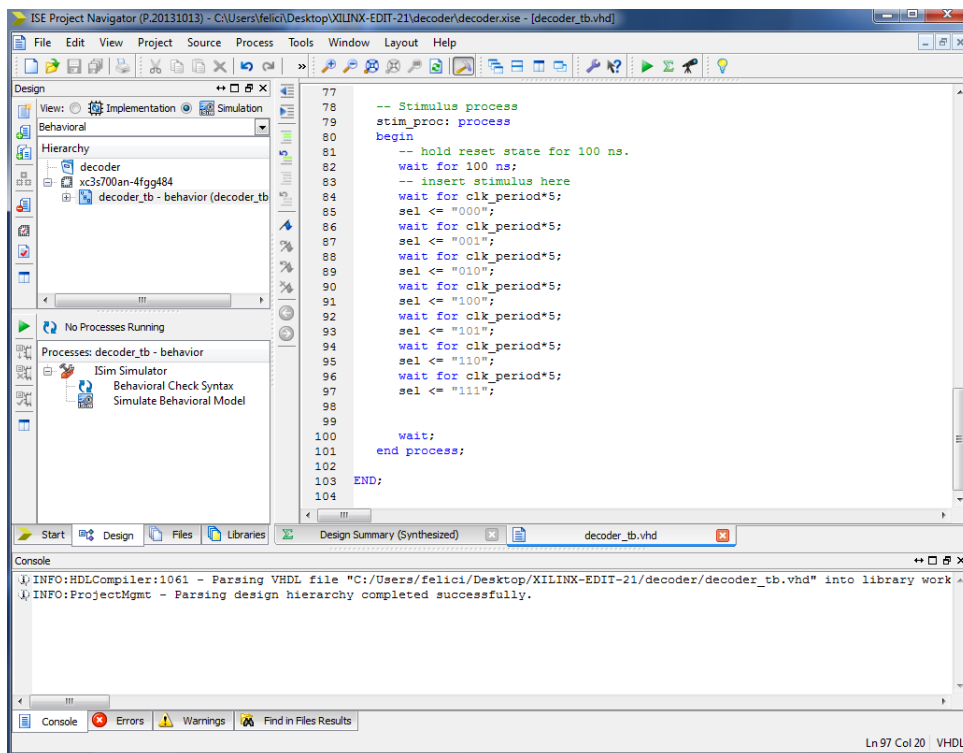 ISE Project Navigator (P.20131013) - C:\Users\felici\Desktop\XILINX-EDIT-21\decoder\decoder.xise - [decoder_tb.vhd]
File Edit View Project Source Process Tools Window Layout Help
Design
View: Implementation Simulation
Behavioral
Hierarchy
decoder
xc3s700an-4fgg484
decoder_tb - behavior (decoder_tb
No Processes Running
Processes: decoder_tb - behavior
ISim Simulator
Behavioral Check Syntax
Simulate Behavioral Model
77
78 -- Stimulus process
79 stim_proc: process
80 begin
81 -- hold reset state for 100 ns.
82 wait for 100 ns;
83 -- insert stimulus here
84 wait for clk_period*5;
85 sel <= "000";
86 wait for clk_period*5;
87 sel <= "001";
88 wait for clk_period*5;
89 sel <= "010";
90 wait for clk_period*5;
91 sel <= "100";
92 wait for clk_period*5;
93 sel <= "101";
94 wait for clk_period*5;
95 sel <= "110";
96 wait for clk_period*5;
97 sel <= "111";
98
99
100 wait;
101 end process;
102
103 END;
104
Start Design Files Libraries Design Summary (Synthesized) decoder_tb.vhd
Console
INFO:HDLCompiler:1061 - Parsing VHDL file "C:/Users/felici/Desktop/XILINX-EDIT-21/decoder/decoder_tb.vhd" into library work
INFO:ProjectMgmt - Parsing design hierarchy completed successfully.
Console Errors Warnings Find in Files Results
Ln 97 Col 20 VHDL